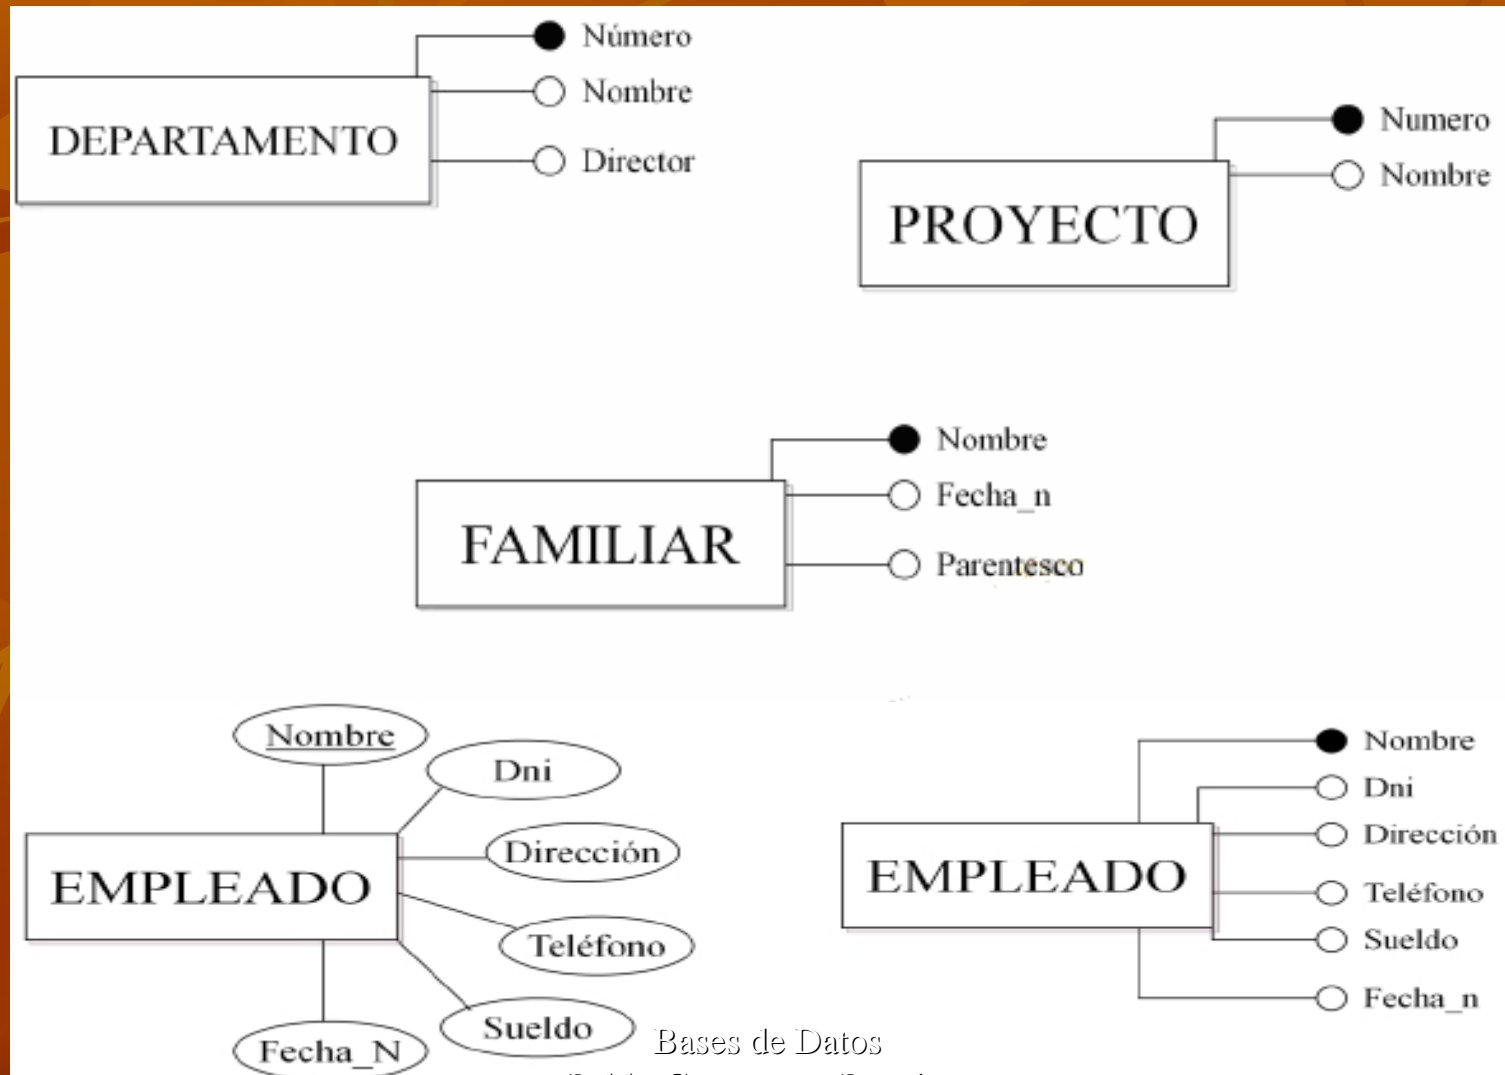 Número
Nombre
DEPARTAMENTO
Director
Numero
Nombre
PROYECTO
Nombre
Fecha_n
FAMILIAR
Parentesco
Nombre
Dni
Dirección
EMPLEADO
Teléfono
Sueldo
Fecha_N
Nombre
Dni
Dirección
EMPLEADO
Teléfono
Sueldo
Fecha_n
Bases de Datos